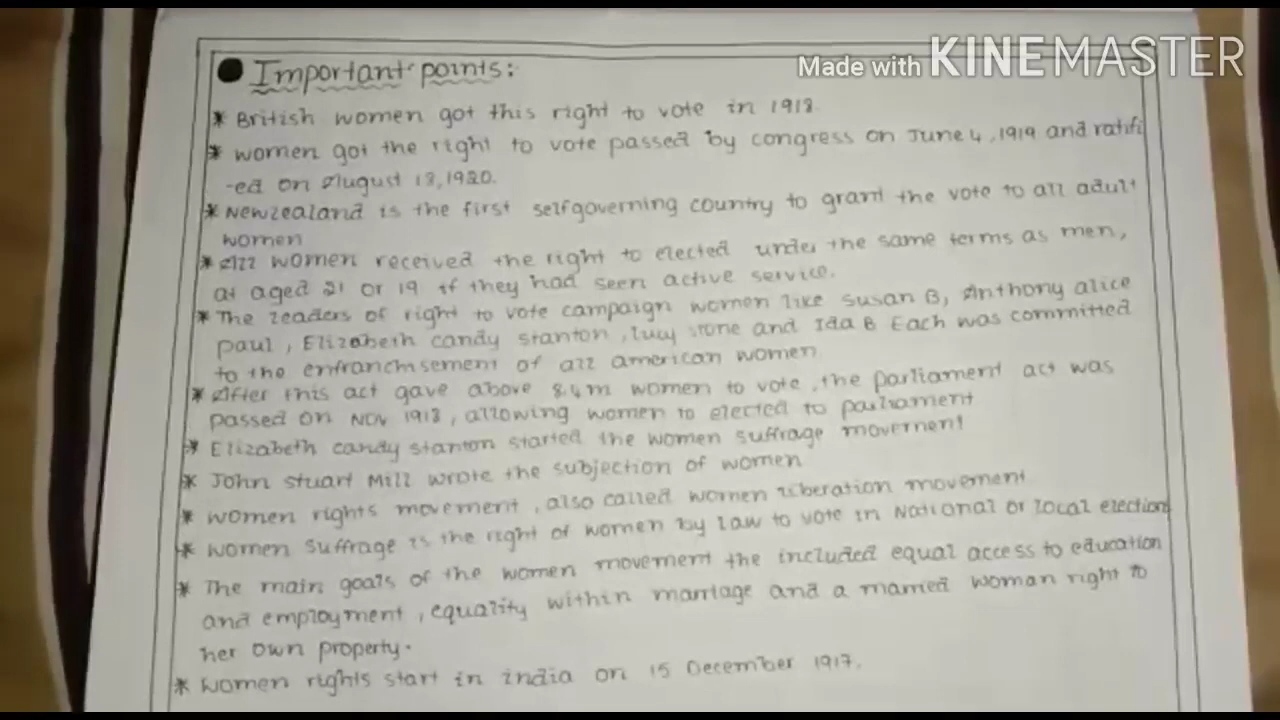 Made with KINEMASTER
Important points:
* British women got this right to vote in 1918.
* women got the right to vote passed by congress on June 4, 1919 and ratifi
-ed on August 18, 1920.
* Newzealand is the first selfgoverning country to grant the vote to all adult
women
* All women received the right to elected under the same terms as men,
at aged 21 or 19 if they had seen active service.
* The leaders of right to vote campaign women like susan B, Anthony alice
paul, Elizabeth candy stanton, lucy stone and Ida B Each was committed
to the enfranchisement of all american women
* After this act gave above 8.4m women to vote, the parliament act was
passed on Nov 1918, allowing women to elected to parliament
* Elizabeth candy stanton started the women suffrage movement
* John Stuart Mill wrote the subjection of women
* women rights movement, also called women liberation movement
* women suffrage is the right of women by law to vote in National or local election
* The main goals of the women movement the included equal access to education
and employment, equality within marriage and a married woman right to
her own property.
* women rights start in india on 15 December 1917.